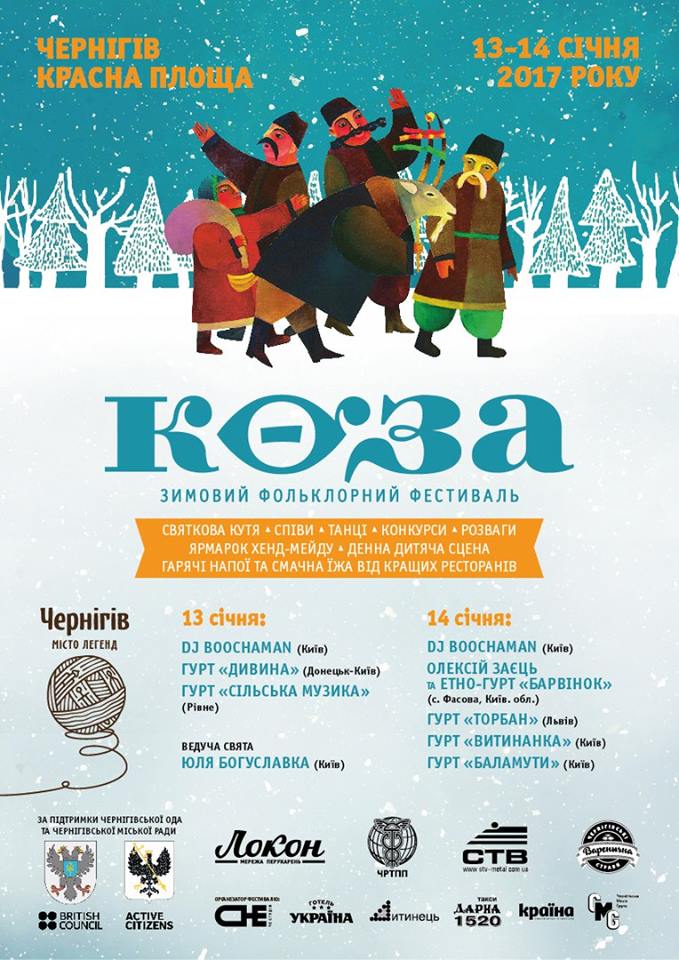 ЧЕРНІГІВ
КРАСНА ПЛОЩА
13-14 СІЧНЯ
2017 РОКУ
КОЗА
ЗИМОВИЙ ФОЛЬКЛОРНИЙ ФЕСТИВАЛЬ
СВЯТКОВА КУТЯ ▲ СПІВИ ▲ ТАНЦІ ▲ КОНКУРСИ ▲ РОЗВАГИ
ЯРМАРОК ХЕНД-МЕЙДУ ▲ ДЕННА ДИТЯЧА СЦЕНА
ГАРЯЧІ НАПОЇ ТА СМАЧНА ЇЖА ВІД КРАЩИХ РЕСТОРАНІВ
Чернігів
МІСТО ЛЕГЕНД
13 січня:
DJ BOOCHAMAN (Київ)
ГУРТ «ДИВИНА» (Донецьк-Київ)
ГУРТ «СІЛЬСЬКА МУЗИКА»
(Рівне)
ВЕДУЧА СВЯТА
ЮЛЯ БОГУСЛАВКА (Київ)
14 січня:
DJ BOOCHAMAN (Київ)
ОЛЕКСІЙ ЗАЄЦЬ
ТА ЕТНО-ГУРТ «БАРВІНОК»
(с. Фасова, Київ. обл.)
ГУРТ «ТОРБАН» (Львів)
ГУРТ «ВИТИНАНКА» (Київ)
ГУРТ «БАЛАМУТИ» (Київ)
ЗА ПІДТРИМКИ ЧЕРНІГІВСЬКОЇ ОДА
ТА ЧЕРНІГІВСЬКОЇ МІСЬКОЇ РАДИ
ЛОКОН
МЕРЕЖА ПЕРУКАРЕНЬ
ЧРТПП
СТВ
www.stv-metal.com.ua
ЧЕРНІГІВСЬКІ
Варенична
СТРАВИ
BRITISH
COUNCIL
ACTIVE
CITIZENS
ОРГАНІЗАТОР ФЕСТИВАЛЮ:
CHE
ГОТЕЛЬ
УКРАЇНА
Дитинець
ТАКСИ
ДАРНА
1520
країна
СМG